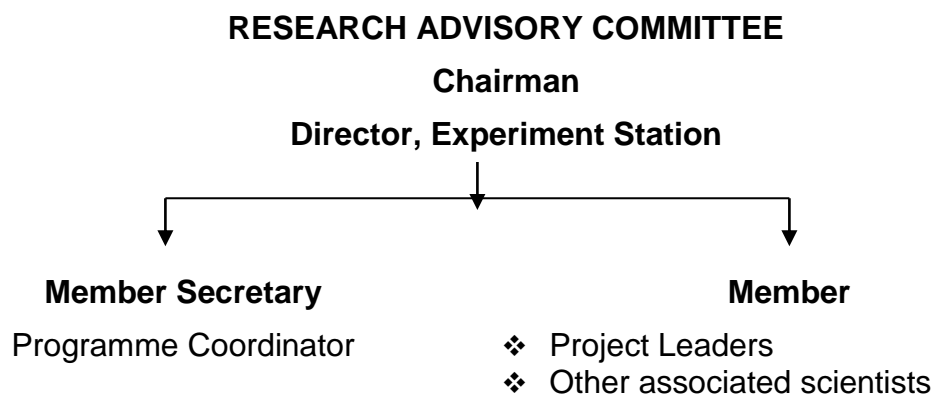 RESEARCH ADVISORY COMMITTEE
Chairman
Director, Experiment Station
Member Secretary
Programme Coordinator
Member
❖ Project Leaders
❖ Other associated scientists